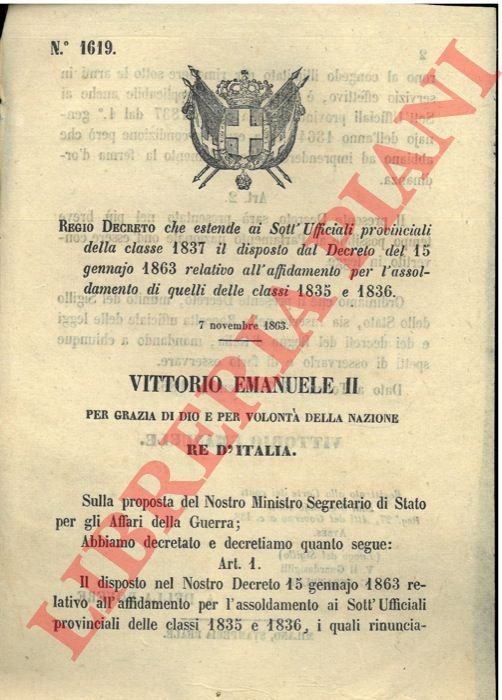 N.° 1619.
REGIO DECRETO che estende ai Sott'Ufficiali provinciali
della classe 1837 il disposto dal Decreto del 15
gennajo 1863 relativo all'affidamento per l'assol-
damento di quelli delle classi 1835 e 1836.
7 novembre 1863.
VITTORIO EMANUELE II
PER GRAZIA DI DIO E PER VOLONTÀ DELLA NAZIONE
RE D'ITALIA.
Sulla proposta del Nostro Ministro Segretario di Stato
per gli Affari della Guerra;
Abbiamo decretato e decretiamo quanto segue:
Art. 1.
Il disposto nel Nostro Decreto 15 gennajo 1863 re-
lativo all'affidamento per l'assoldamento ai Sott'Ufficiali
provinciali delle classi 1835 e 1836, i quali rinuncia-
LIBRERIA PIANI